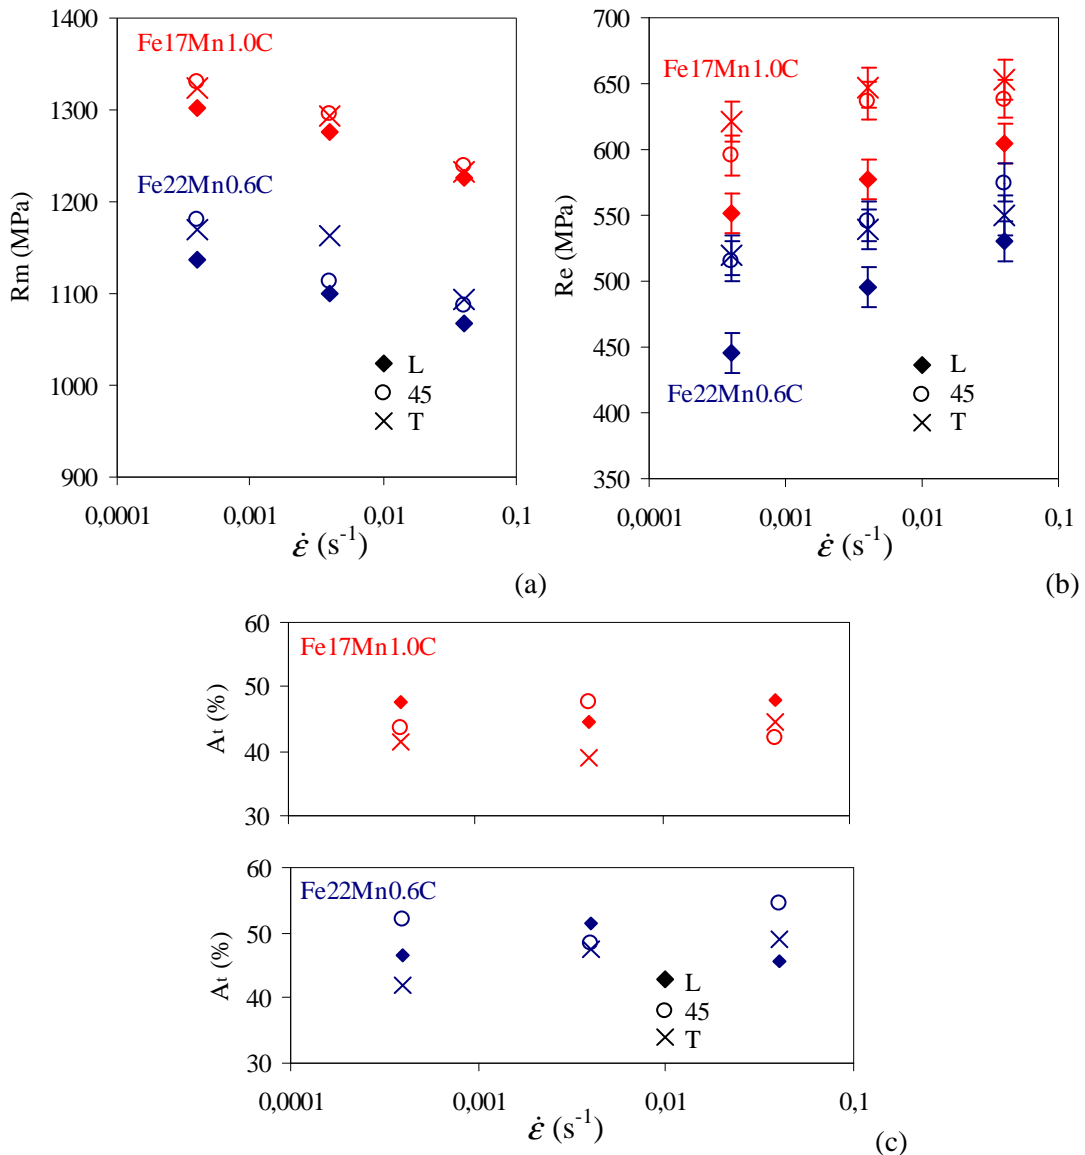 1400
1300
1200
1100
1000
900
Rm (MPa)
Fe17Mn1.0C
Fe22Mn0.6C
L
45
T
0,0001 0,001 0,01 0,1
ε̇ (s⁻¹)
(a)
700
650
600
550
500
450
400
350
Re (MPa)
Fe17Mn1.0C
Fe22Mn0.6C
L
45
T
0,0001 0,001 0,01 0,1
ε̇ (s⁻¹)
(b)
60
50
40
30
At (%)
Fe17Mn1.0C
60
50
40
30
At (%)
Fe22Mn0.6C
L
45
T
0,0001 0,001 0,01 0,1
ε̇ (s⁻¹)
(c)